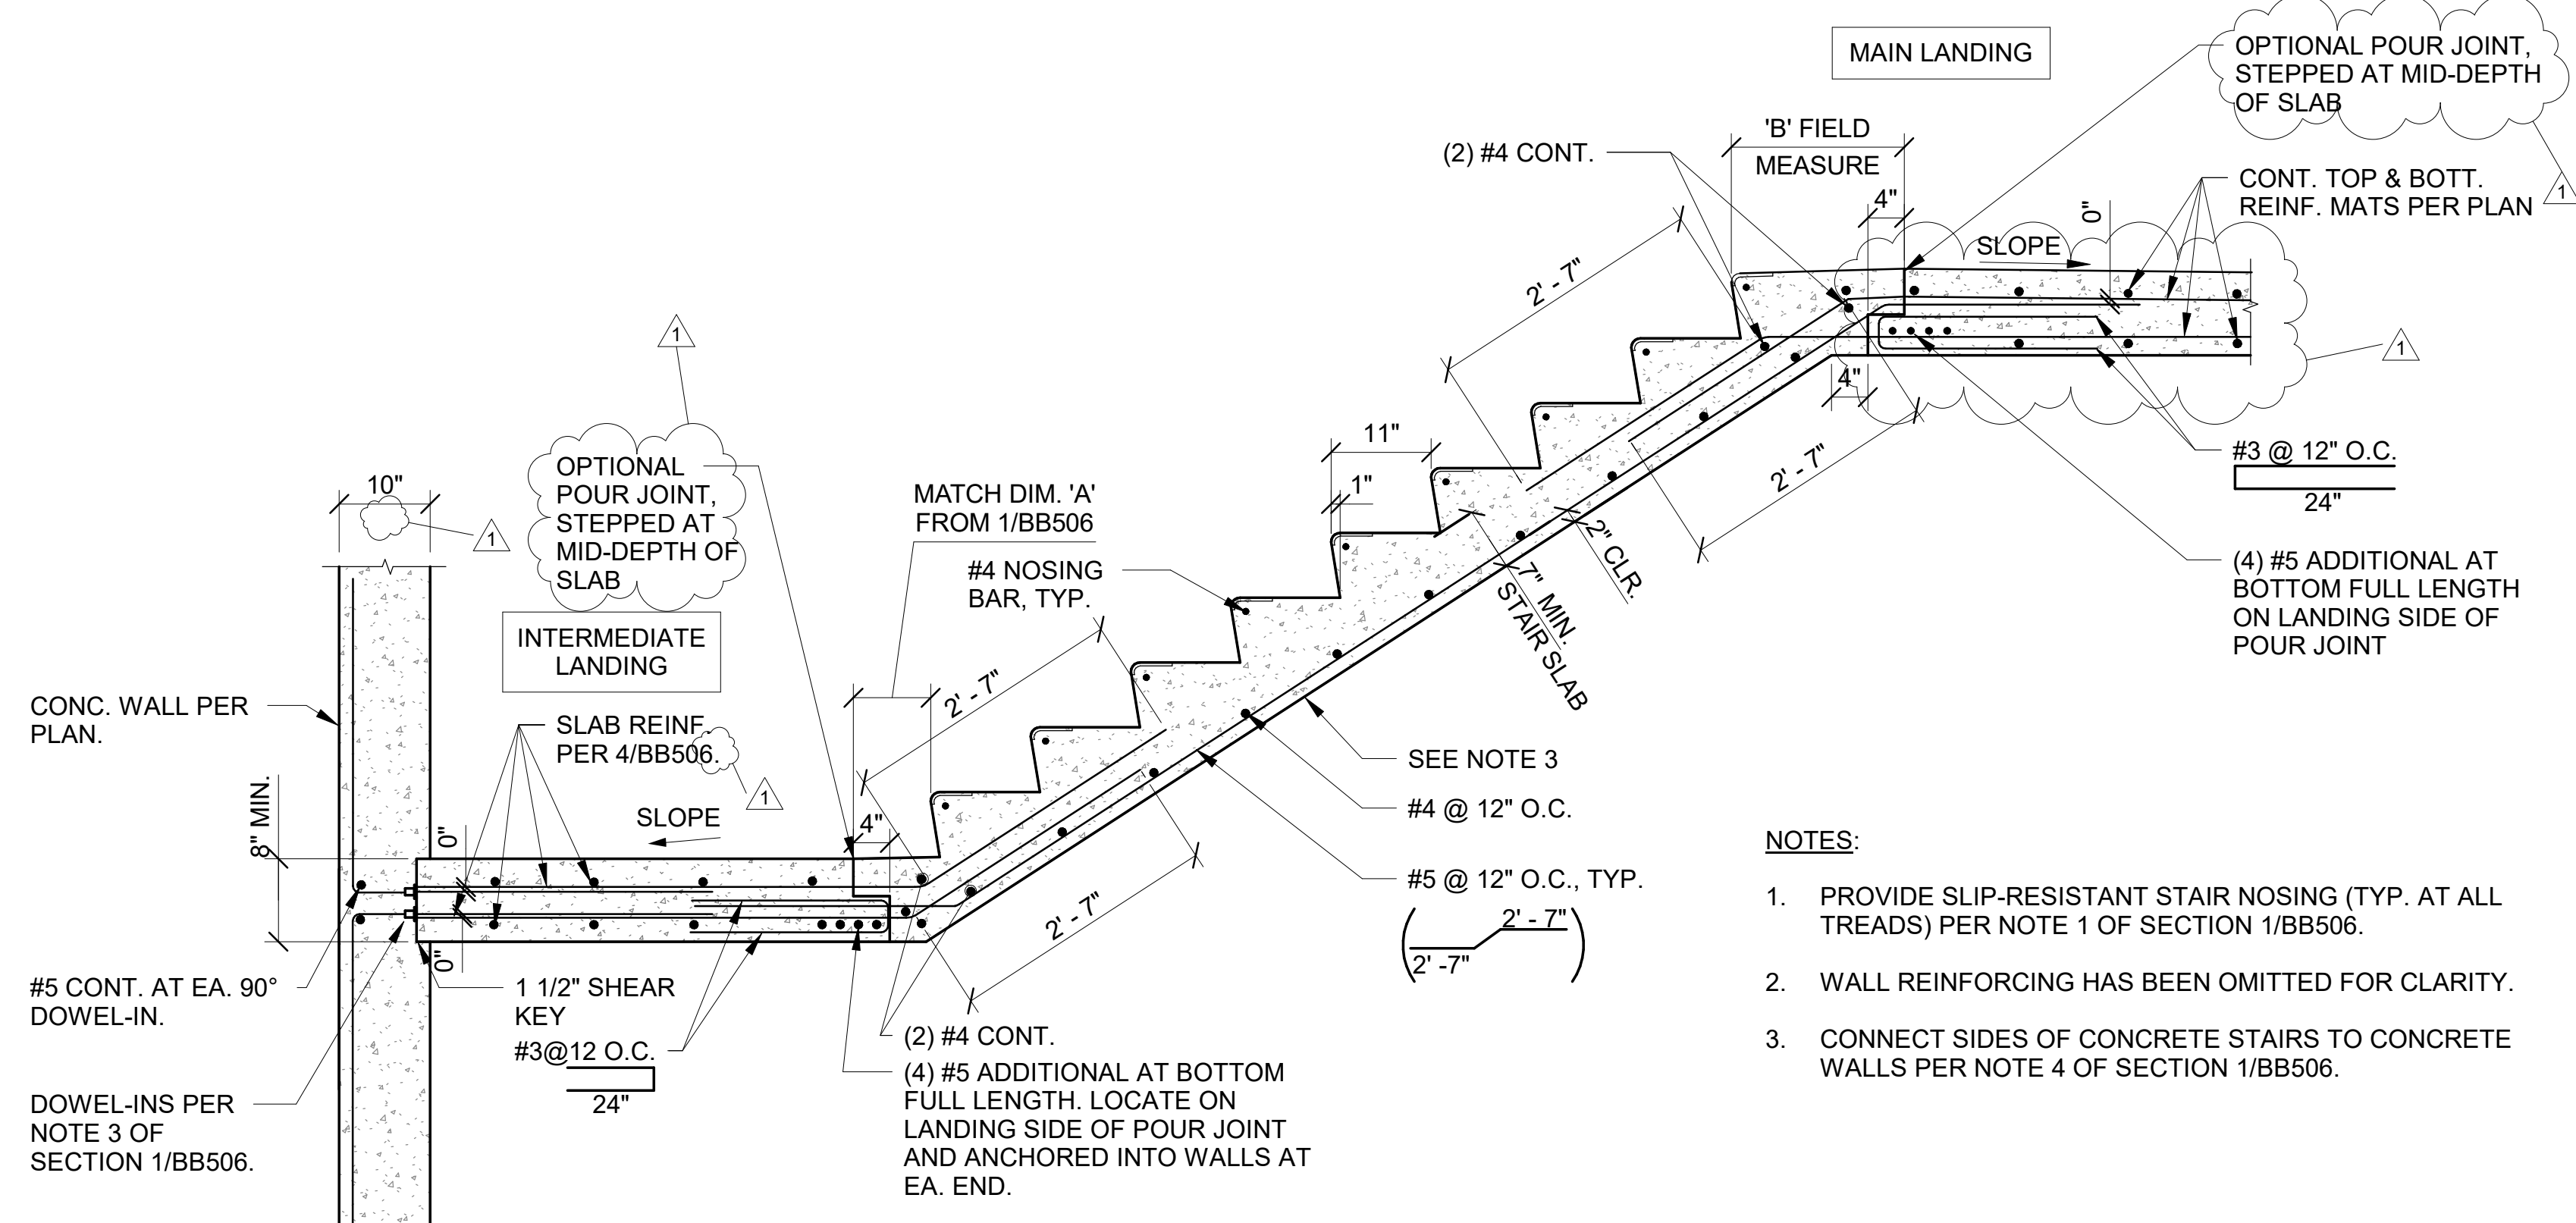 MAIN LANDING
OPTIONAL POUR JOINT,
STEPPED AT MID-DEPTH
OF SLAB
1
(2) #4 CONT.
'B' FIELD
MEASURE
4"
0"
CONT. TOP & BOTT.
REINF. MATS PER PLAN
SLOPE
2' - 7"
1
4"
2' - 7"
#3 @ 12" O.C.
24"
(4) #5 ADDITIONAL AT
BOTTOM FULL LENGTH
ON LANDING SIDE OF
POUR JOINT
11"
1"
2" CLR.
7" MIN.
STAIR SLAB
1
10"
1
OPTIONAL
POUR JOINT,
STEPPED AT
MID-DEPTH OF
SLAB
INTERMEDIATE
LANDING
MATCH DIM. 'A'
FROM 1/BB506
#4 NOSING
BAR, TYP.
2' - 7"
CONC. WALL PER
PLAN.
SLAB REINF.
PER 4/BB506.
1
8" MIN.
0"
SLOPE
4"
0"
2' - 7"
SEE NOTE 3
#4 @ 12" O.C.
#5 @ 12" O.C., TYP.
2' - 7"
2' -7"
#5 CONT. AT EA. 90°
DOWEL-IN.
1 1/2" SHEAR
KEY
#3@12 O.C.
24"
DOWEL-INS PER
NOTE 3 OF
SECTION 1/BB506.
(2) #4 CONT.
(4) #5 ADDITIONAL AT BOTTOM
FULL LENGTH. LOCATE ON
LANDING SIDE OF POUR JOINT
AND ANCHORED INTO WALLS AT
EA. END.
NOTES:
1. PROVIDE SLIP-RESISTANT STAIR NOSING (TYP. AT ALL
TREADS) PER NOTE 1 OF SECTION 1/BB506.
2. WALL REINFORCING HAS BEEN OMITTED FOR CLARITY.
3. CONNECT SIDES OF CONCRETE STAIRS TO CONCRETE
WALLS PER NOTE 4 OF SECTION 1/BB506.